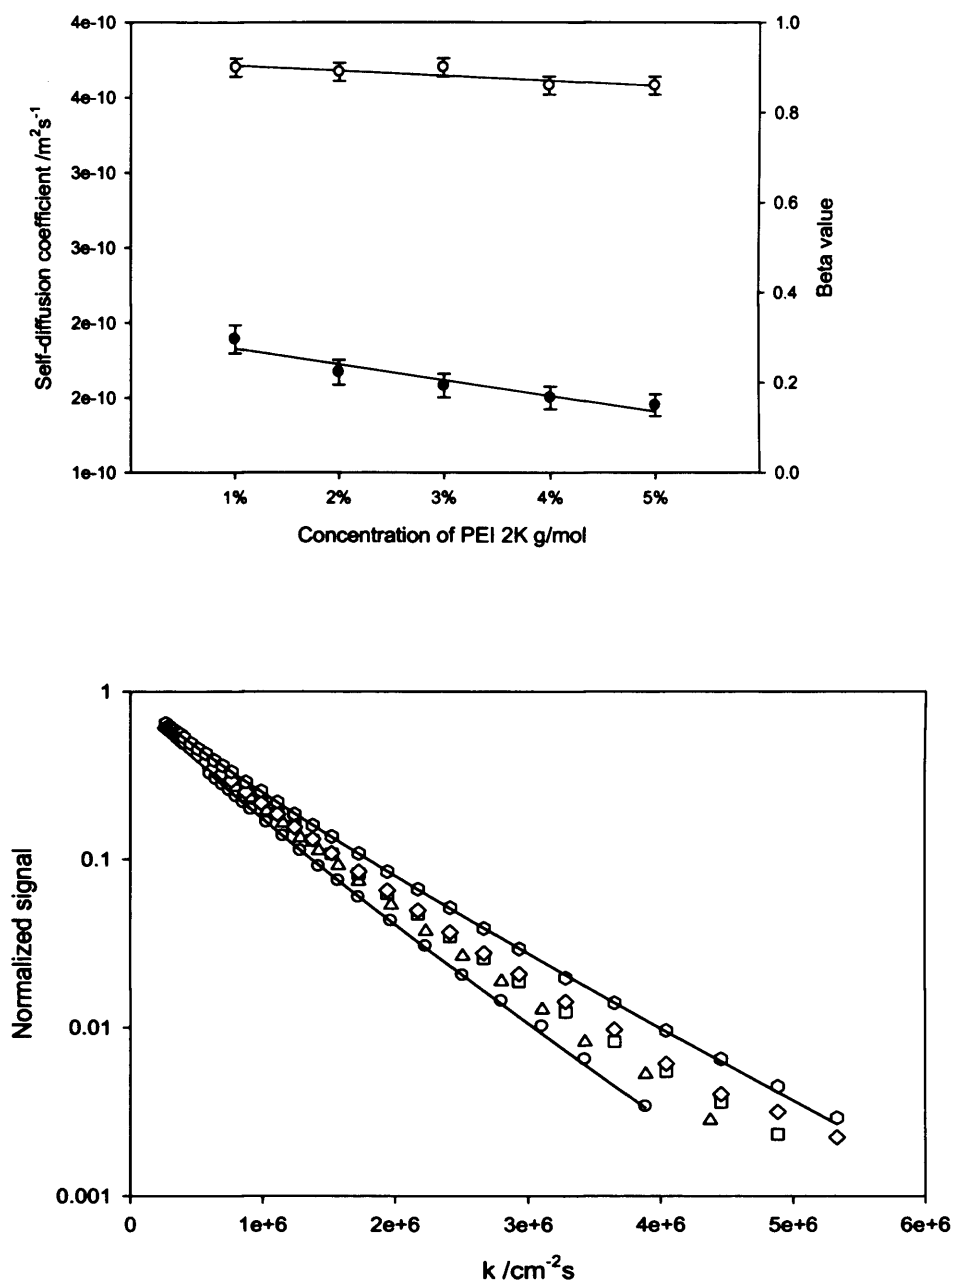 4e-10
4e-10
3e-10
3e-10
2e-10
2e-10
1e-10
Self-diffusion coefficient /m²s⁻¹
1.0
0.8
0.6
0.4
0.2
0.0
Beta value
1% 2% 3% 4% 5%
Concentration of PEI 2K g/mol
1
0.1
0.01
0.001
Normalized signal
0 1e+6 2e+6 3e+6 4e+6 5e+6 6e+6
k /cm⁻²s